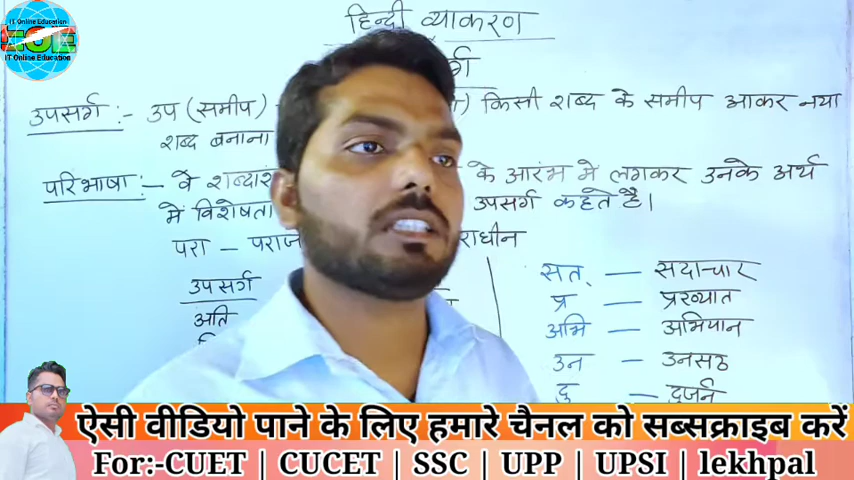 IT Online Education
EOE
IT Online Education
हिन्दी व्याकरण
र्ग
उपसर्ग :- उप (समीप) किसी शब्द के समीप आकर नया
शब्द बनाना
परिभाषा :- वे शब्दांश के आरंभ में लगकर उनके अर्थ
में विशेषता उपसर्ग कहते है।
परा - पराज राधीन
उपसर्ग
अति
सत् — सदाचार
प्र — प्रख्यात
अभि — अभियान
उन — उनसठ
दु — दुर्जन
ऐसी वीडियो पाने के लिए हमारे चैनल को सब्सक्राइब करें
For:-CUET | CUCET | SSC | UPP | UPSI | lekhpal